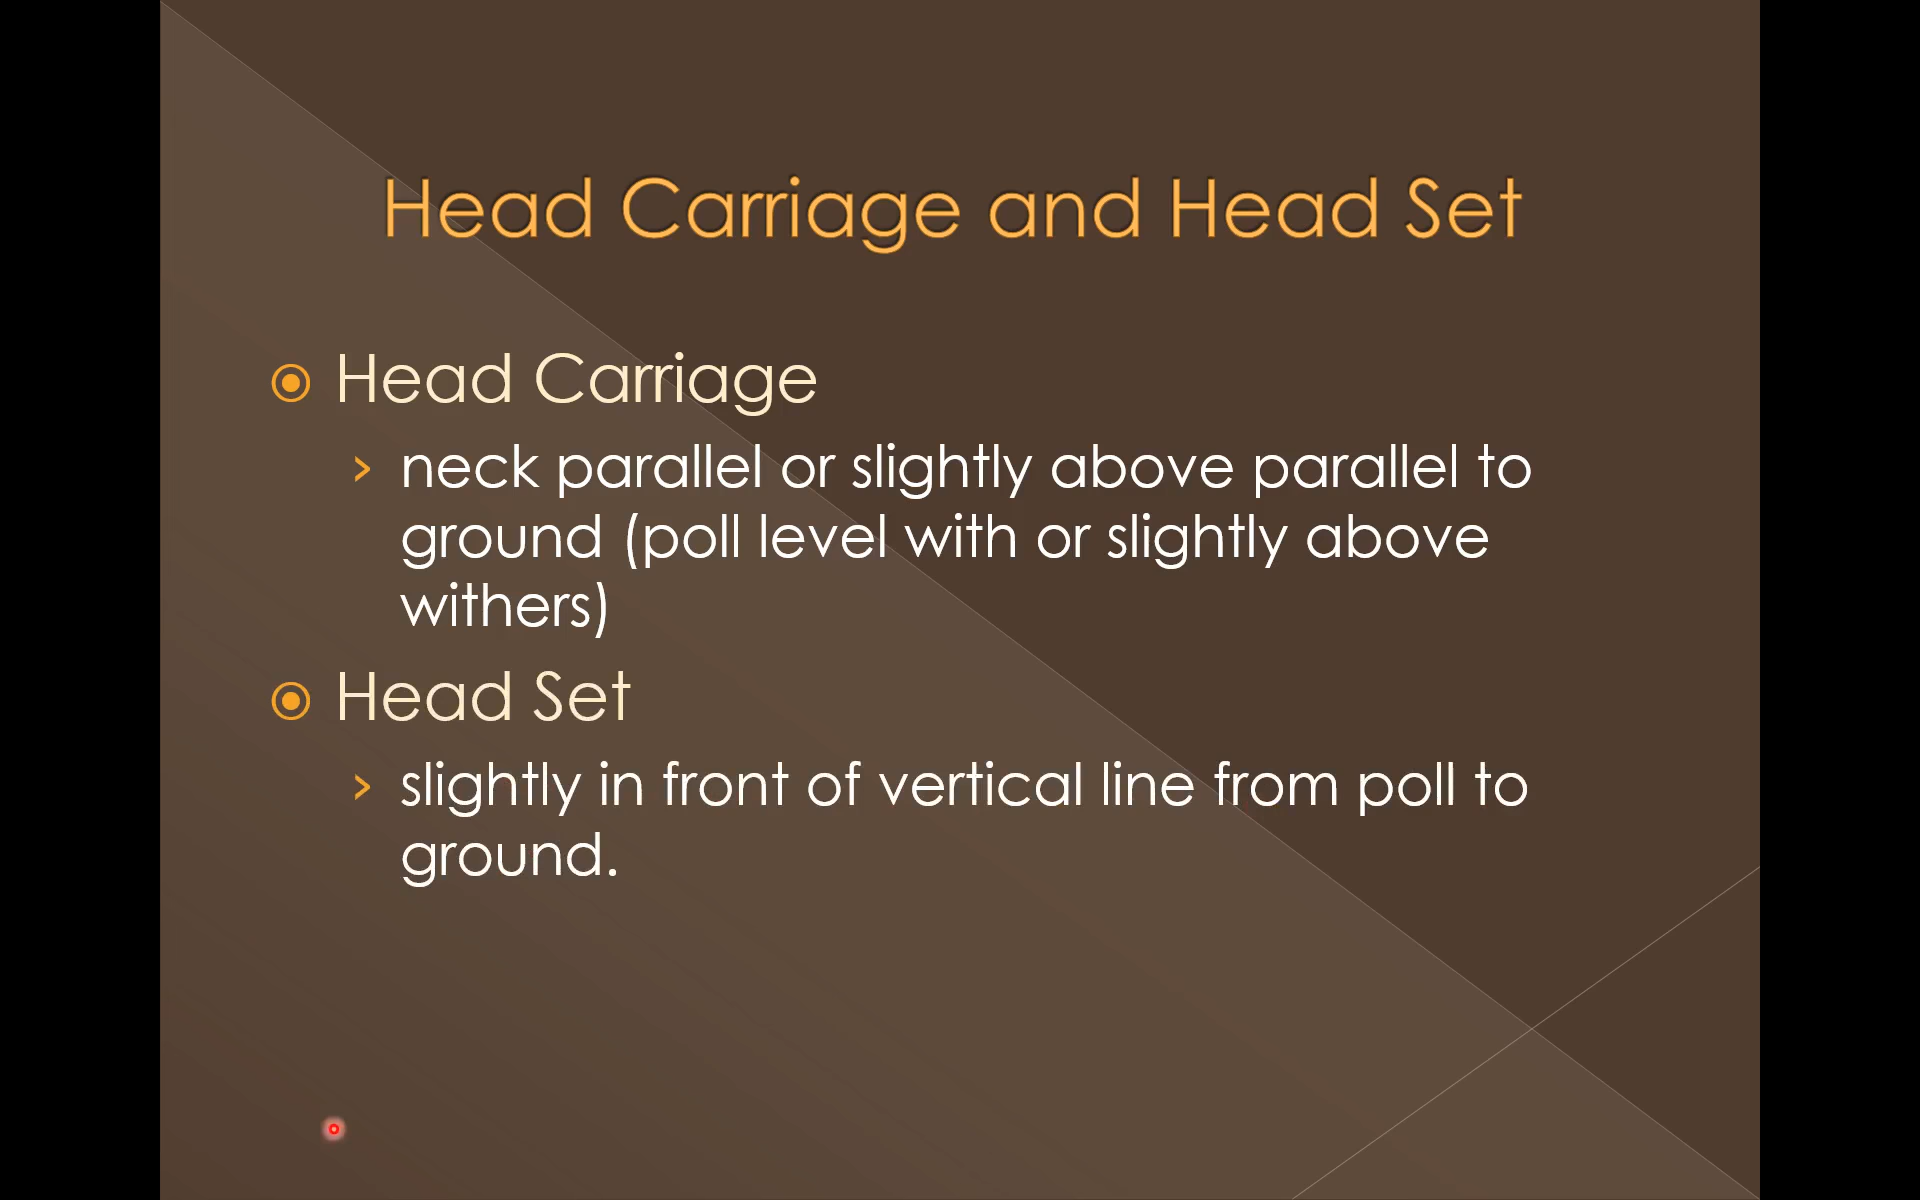 Head Carriage and Head Set
Head Carriage
neck parallel or slightly above parallel to
ground (poll level with or slightly above
withers)
Head Set
slightly in front of vertical line from poll to
ground.